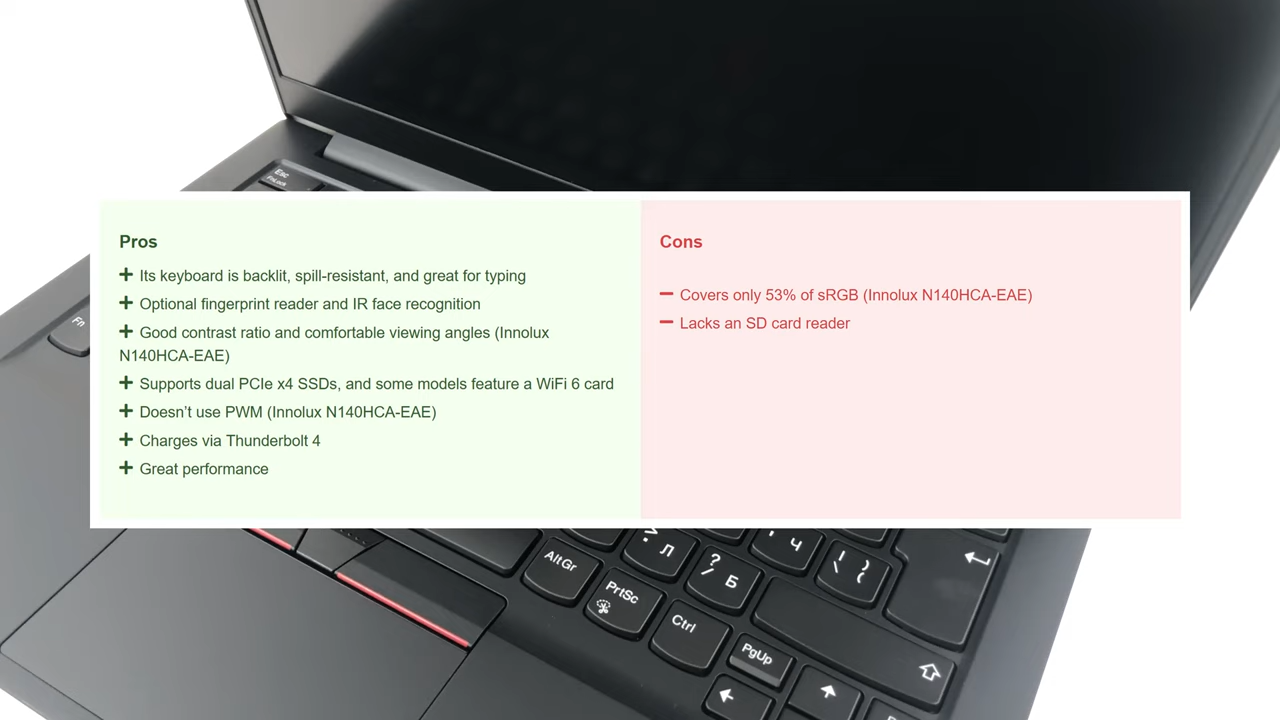 Esc
FnLock
Fn
Pros
Its keyboard is backlit, spill-resistant, and great for typing
Optional fingerprint reader and IR face recognition
Good contrast ratio and comfortable viewing angles (Innolux
N140HCA-EAE)
Supports dual PCIe x4 SSDs, and some models feature a WiFi 6 card
Doesn’t use PWM (Innolux N140HCA-EAE)
Charges via Thunderbolt 4
Great performance
Cons
Covers only 53% of sRGB (Innolux N140HCA-EAE)
Lacks an SD card reader
AltGr
PrtSc
Ctrl
PgUp
Л
? / Б
Ч